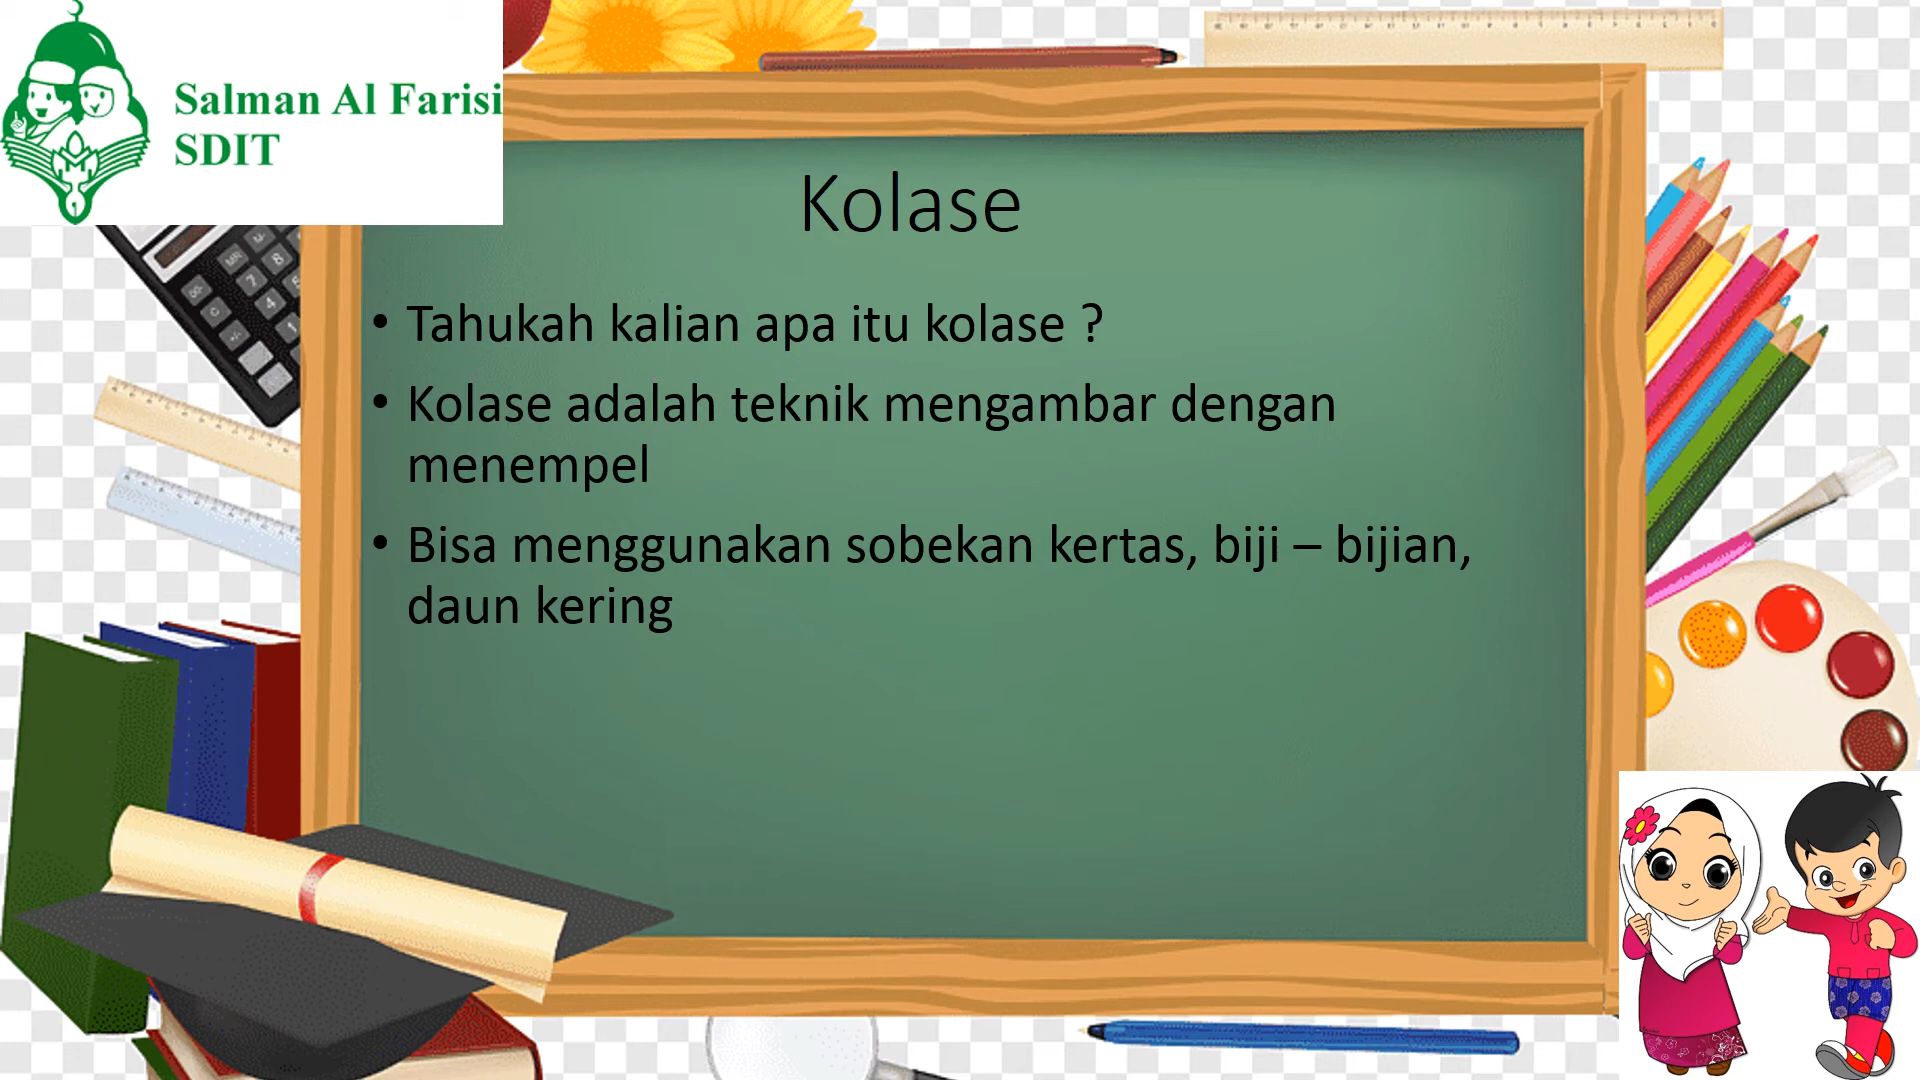 Salman Al Farisi
SDIT
Kolase
• Tahukah kalian apa itu kolase ?
• Kolase adalah teknik mengambar dengan
menempel
• Bisa menggunakan sobekan kertas, biji – bijian,
daun kering